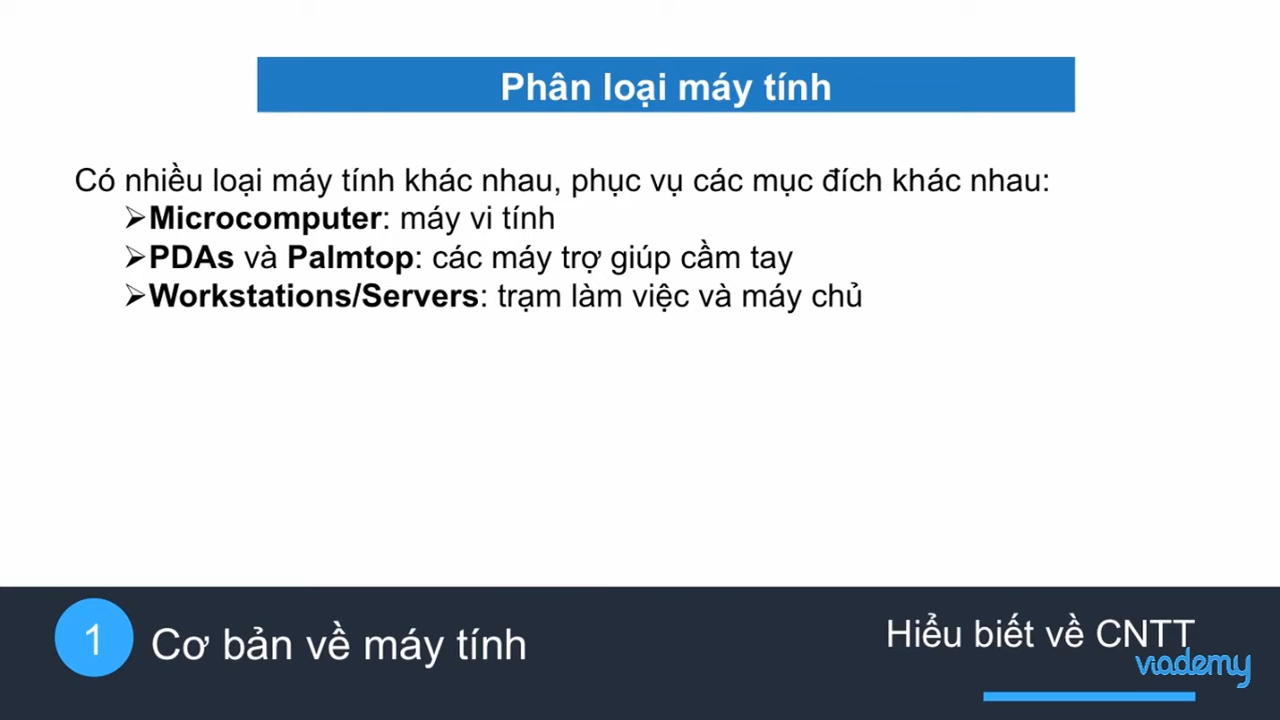 Phân loại máy tính
Có nhiều loại máy tính khác nhau, phục vụ các mục đích khác nhau:
➢Microcomputer: máy vi tính
➢PDAs và Palmtop: các máy trợ giúp cầm tay
➢Workstations/Servers: trạm làm việc và máy chủ
1 Cơ bản về máy tính
Hiểu biết về CNTT
viademy